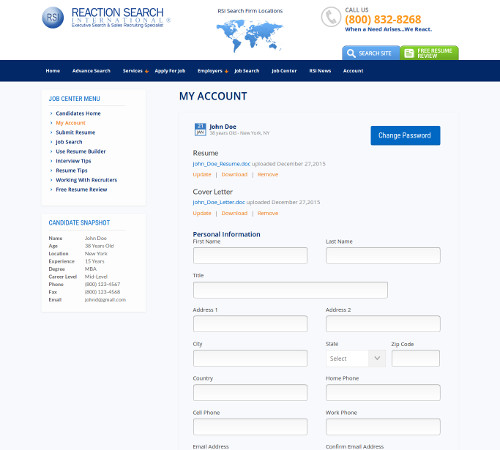 RSI
REACTION SEARCH
INTERNATIONAL®
Executive Search & Sales Recruiting Specialist
RSI Search Firm Locations
CALL US
(800) 832-8268
When a Need Arises...We React.
SEARCH SITE
FREE RESUME
REVIEW
Home
Advance Search
Services
Apply For Job
Employers
Job Search
Job Center
RSI News
Account
JOB CENTER MENU
Candidates Home
My Account
Submit Resume
Job Search
Use Resume Builder
Interview Tips
Resume Tips
Working With Recruiters
Free Resume Review
CANDIDATE SNAPSHOT
Name John Doe
Age 38 Years Old
Location New York
Experience 15 Years
Degree MBA
Career Level Mid-Level
Phone (800) 123-4567
Fax (800) 123-4568
Email johnd@gmail.com
MY ACCOUNT
21
JAN
John Doe
38 years old - New York, NY
Change Password
Resume
John_Doe_Resume.doc uploaded December 27,2015
Update | Download | Remove
Cover Letter
John_Doe_Letter.doc uploaded December 27,2015
Update | Download | Remove
Personal Information
First Name Last Name
Title
Address 1 Address 2
City State Zip Code
Select
Country Home Phone
Cell Phone Work Phone
Email Address Confirm Email Address